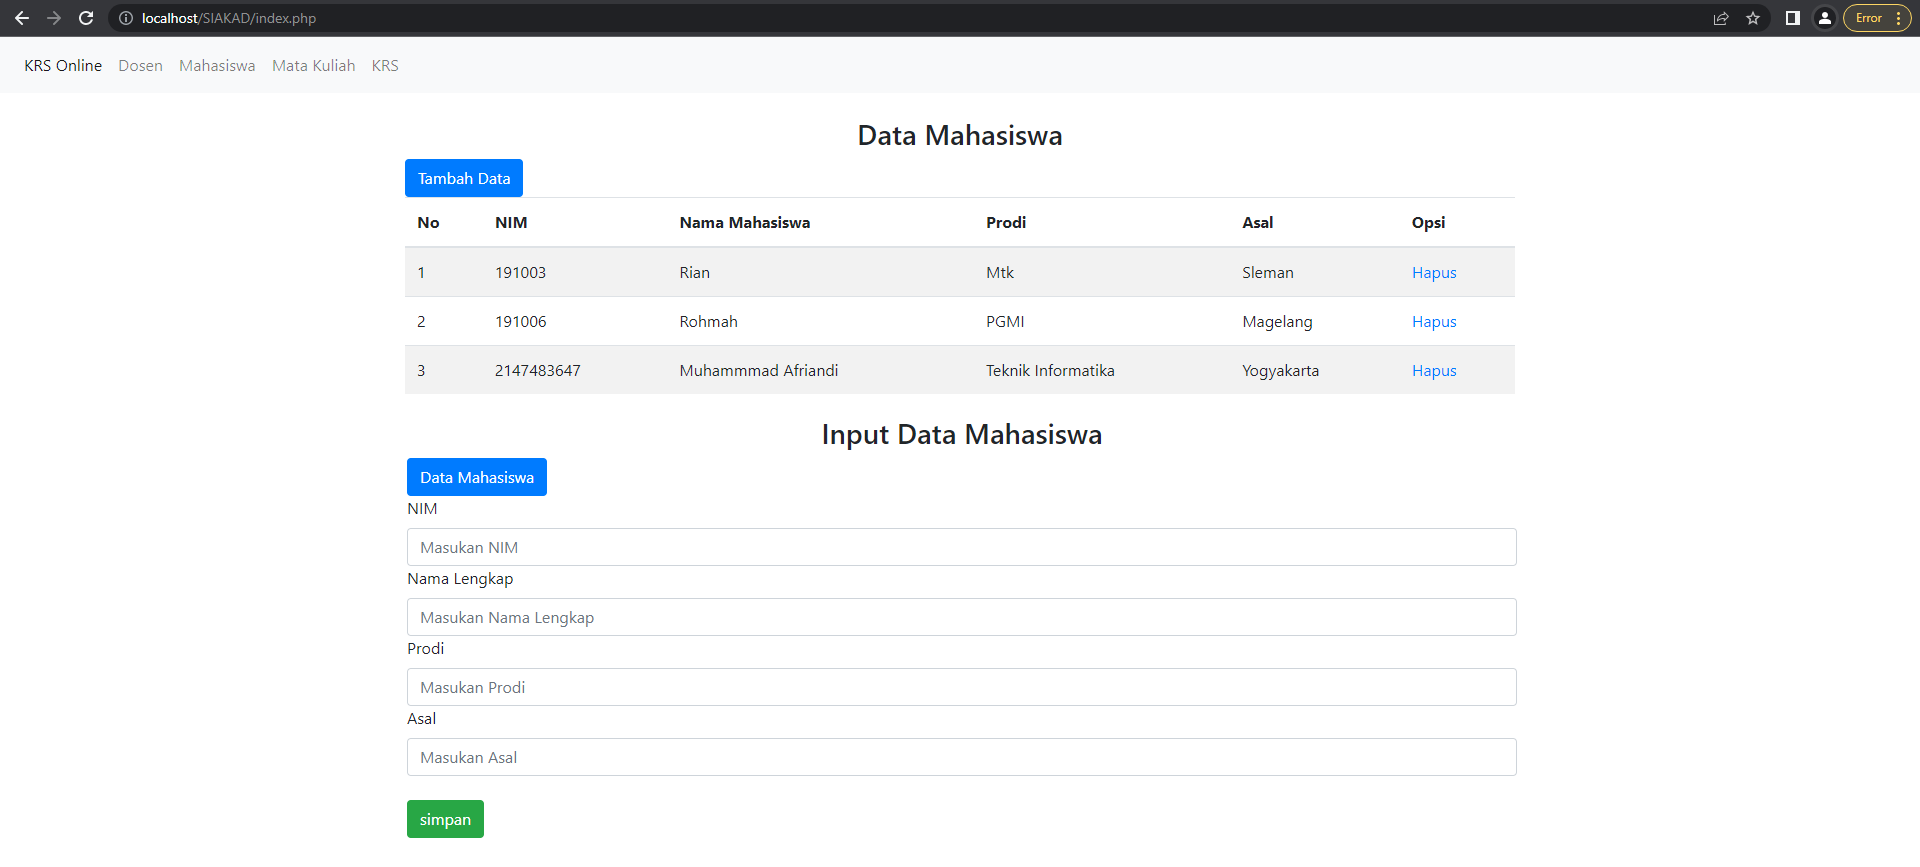 localhost/SIAKAD/index.php Error
KRS Online Dosen Mahasiswa Mata Kuliah KRS
Data Mahasiswa
Tambah Data
No NIM Nama Mahasiswa Prodi Asal Opsi
1 191003 Rian Mtk Sleman Hapus
2 191006 Rohmah PGMI Magelang Hapus
3 2147483647 Muhammmad Afriandi Teknik Informatika Yogyakarta Hapus
Input Data Mahasiswa
Data Mahasiswa
NIM
Masukan NIM
Nama Lengkap
Masukan Nama Lengkap
Prodi
Masukan Prodi
Asal
Masukan Asal
simpan